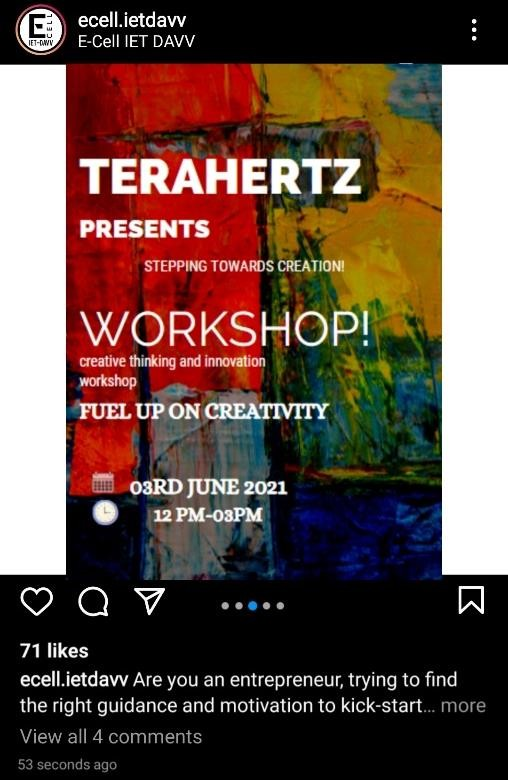 E
CELL
IET-DAVV
ecell.ietdavv
E-Cell IET DAVV
TERAHERTZ
PRESENTS
STEPPING TOWARDS CREATION!
WORKSHOP!
creative thinking and innovation
workshop
FUEL UP ON CREATIVITY
03RD JUNE 2021
12 PM-03PM
71 likes
ecell.ietdavv Are you an entrepreneur, trying to find
the right guidance and motivation to kick-start... more
View all 4 comments
53 seconds ago